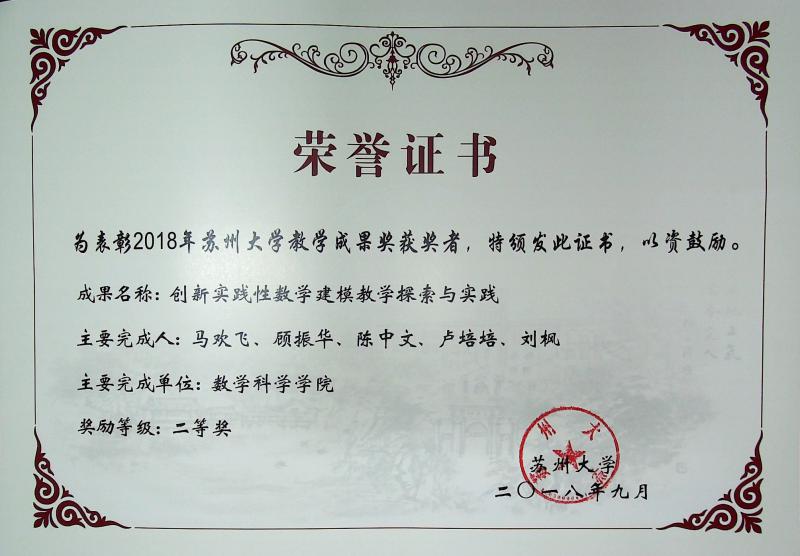 荣誉证书
为表彰2018年苏州大学教学成果奖获奖者，特颁发此证书，以资鼓励。
成果名称：创新实践性数学建模教学探索与实践
主要完成人：马欢飞、顾振华、陈中文、卢培培、刘枫
主要完成单位：数学科学学院
奖励等级：二等奖
苏州大学
二〇一八年九月